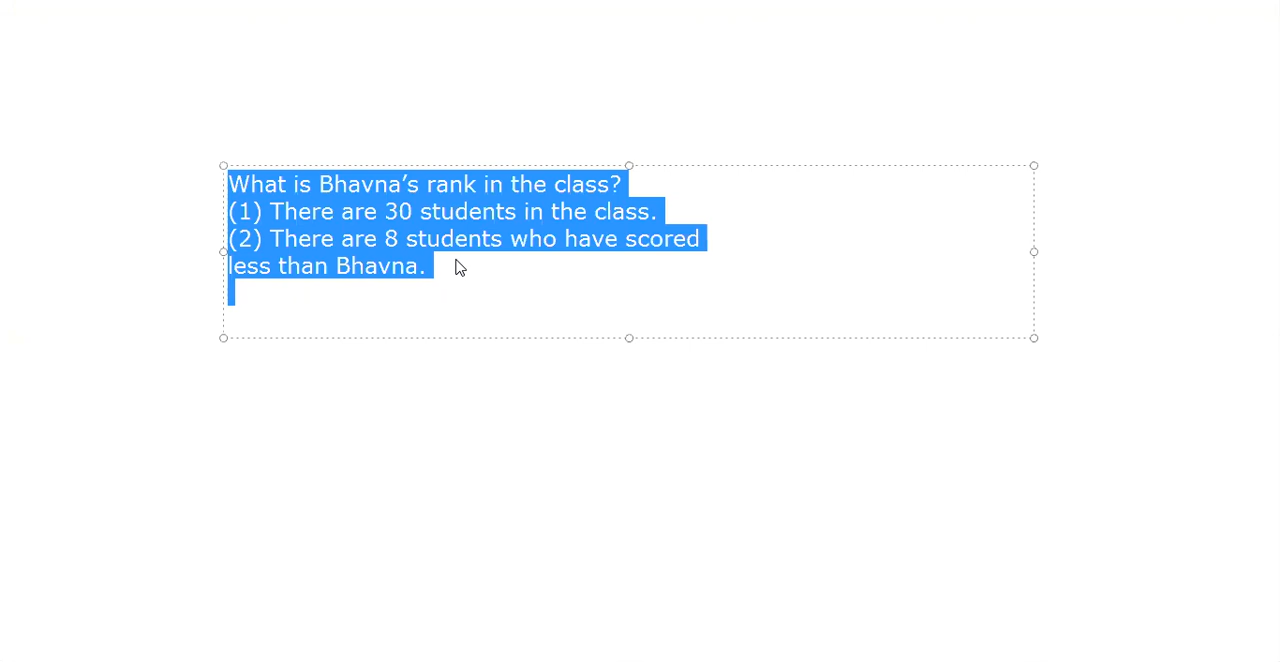 What is Bhavna’s rank in the class?
(1) There are 30 students in the class.
(2) There are 8 students who have scored
less than Bhavna.